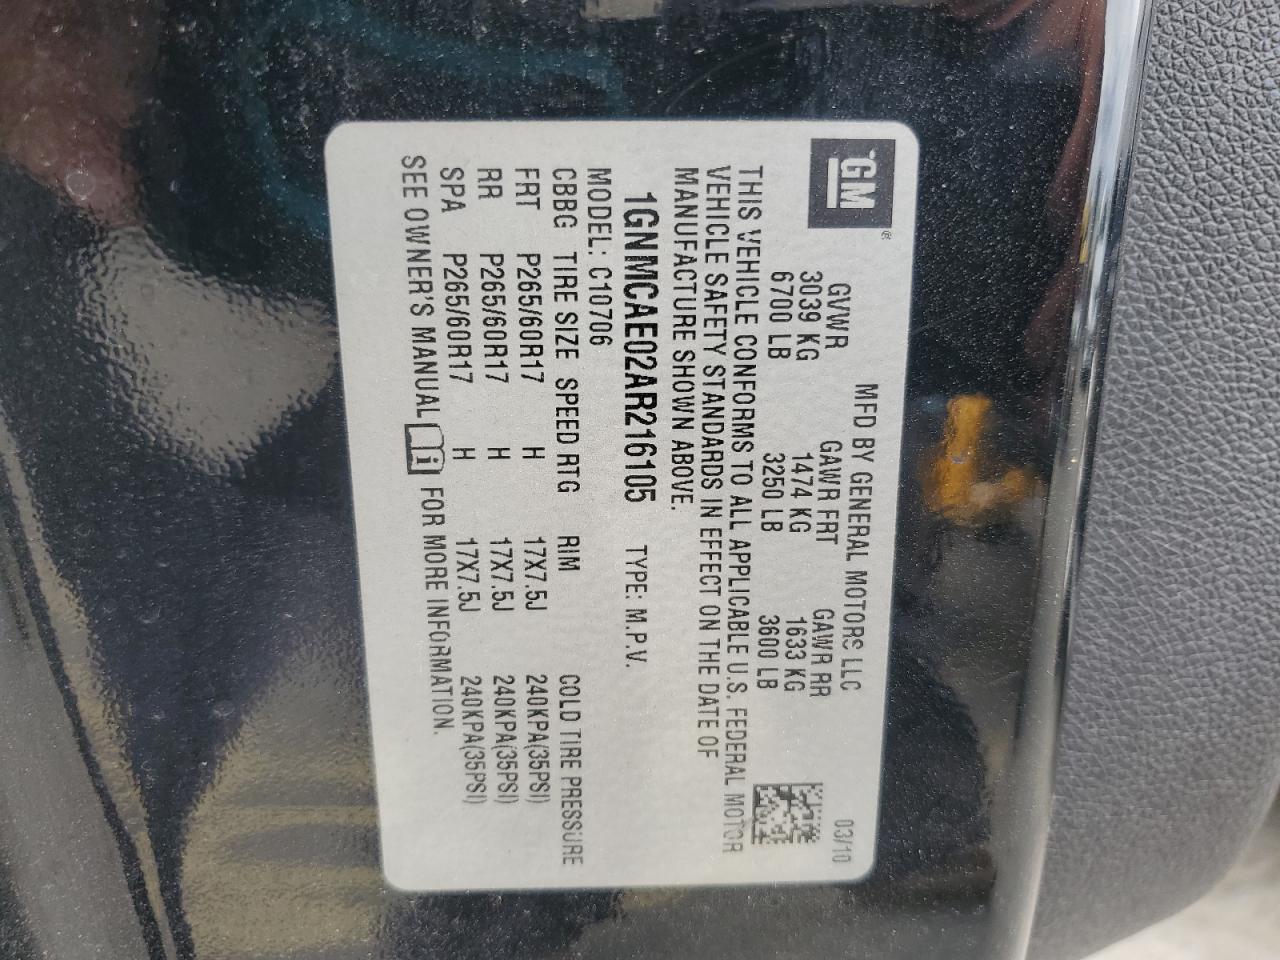 GM®
MFD BY GENERAL MOTORS LLC 03/10
GVWR GAWR FRT GAWR RR
3039 KG 1474 KG 1633 KG
6700 LB 3250 LB 3600 LB
THIS VEHICLE CONFORMS TO ALL APPLICABLE U.S. FEDERAL MOTOR
VEHICLE SAFETY STANDARDS IN EFFECT ON THE DATE OF
MANUFACTURE SHOWN ABOVE.
1GNMCAE02AR216105 TYPE: M.P.V.
MODEL: C10706
CBBG TIRE SIZE SPEED RTG RIM COLD TIRE PRESSURE
FRT P265/60R17 H 17X7.5J 240KPA(35PSI)
RR P265/60R17 H 17X7.5J 240KPA(35PSI)
SPA P265/60R17 H 17X7.5J 240KPA(35PSI)
SEE OWNER'S MANUAL i FOR MORE INFORMATION.